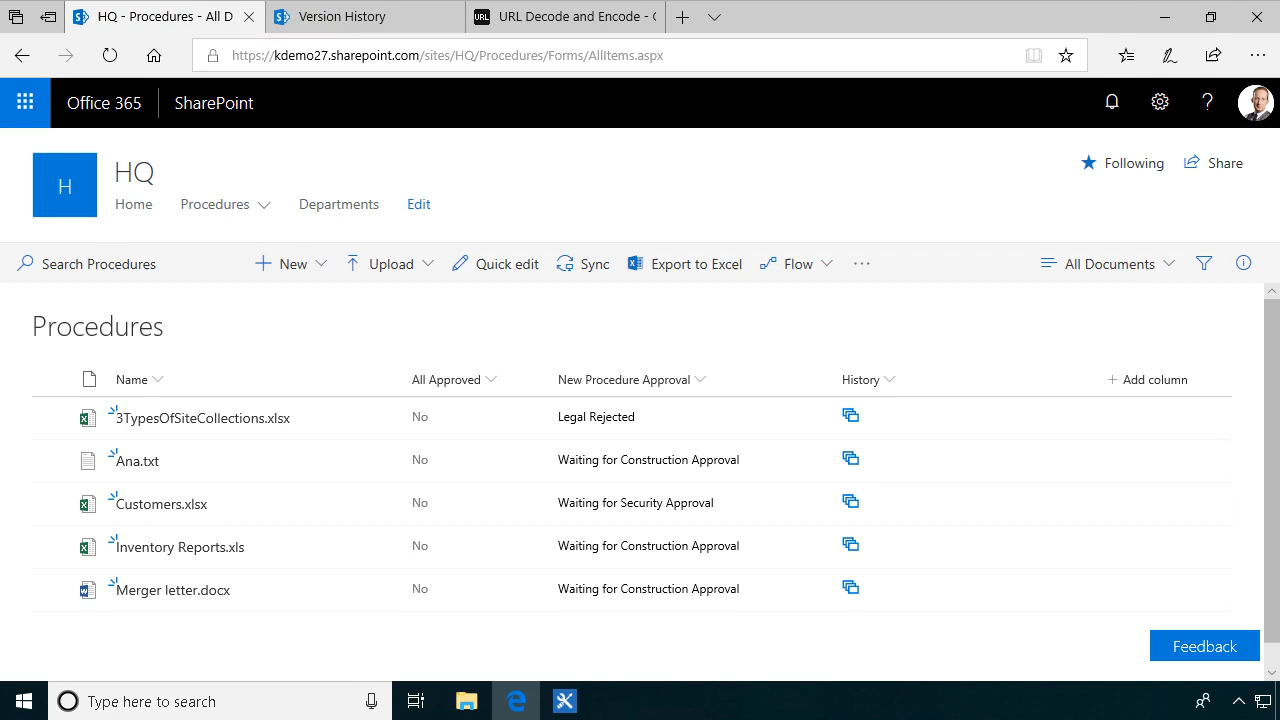 HQ - Procedures - All D
Version History
URL URL Decode and Encode - C
https://kdemo27.sharepoint.com/sites/HQ/Procedures/Forms/AllItems.aspx
Office 365 SharePoint
H
HQ
Following Share
Home Procedures Departments Edit
Search Procedures New Upload Quick edit Sync Export to Excel Flow All Documents
Procedures
Name All Approved New Procedure Approval History Add column
3TypesOfSiteCollections.xlsx No Legal Rejected
Ana.txt No Waiting for Construction Approval
Customers.xlsx No Waiting for Security Approval
Inventory Reports.xls No Waiting for Construction Approval
Merger letter.docx No Waiting for Construction Approval
Feedback
Type here to search